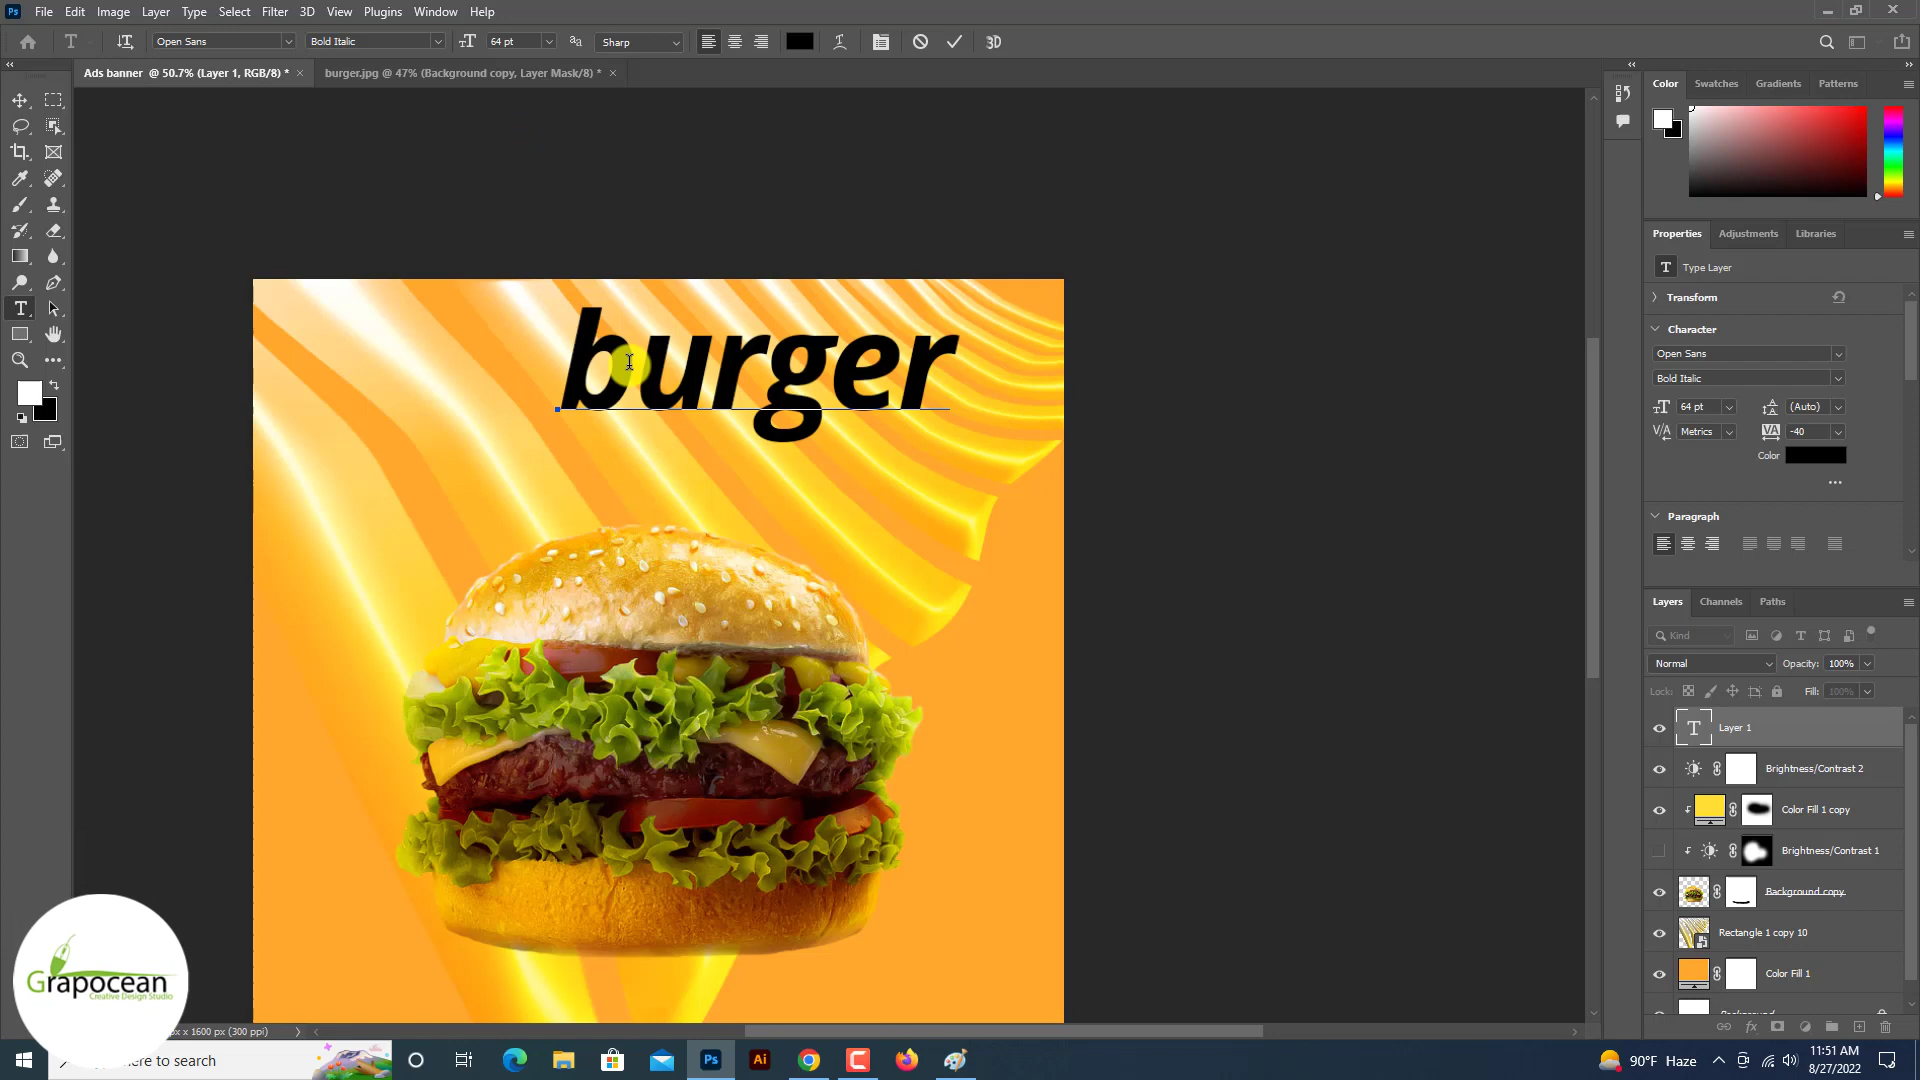 Ps File Edit Image Layer Type Select Filter 3D View Plugins Window Help
Open Sans Bold Italic 64 pt Sharp 3D
Ads banner @ 50.7% (Layer 1, RGB/8) * burger.jpg @ 47% (Background copy, Layer Mask/8) *
Color Swatches Gradients Patterns
Properties Adjustments Libraries
T Type Layer
Transform
Character
Open Sans
Bold Italic
64 pt (Auto)
Metrics -40
Color
Paragraph
Layers Channels Paths
Kind
Normal Opacity: 100%
Lock: Fill: 100%
T Layer 1
Brightness/Contrast 2
Color Fill 1 copy
Brightness/Contrast 1
Background copy
Rectangle 1 copy 10
Color Fill 1
burger
Grapocean
Creative Design Studio
px x 1600 px (300 ppi)
here to search
Ps Ai
90°F Haze
11:51 AM
8/27/2022